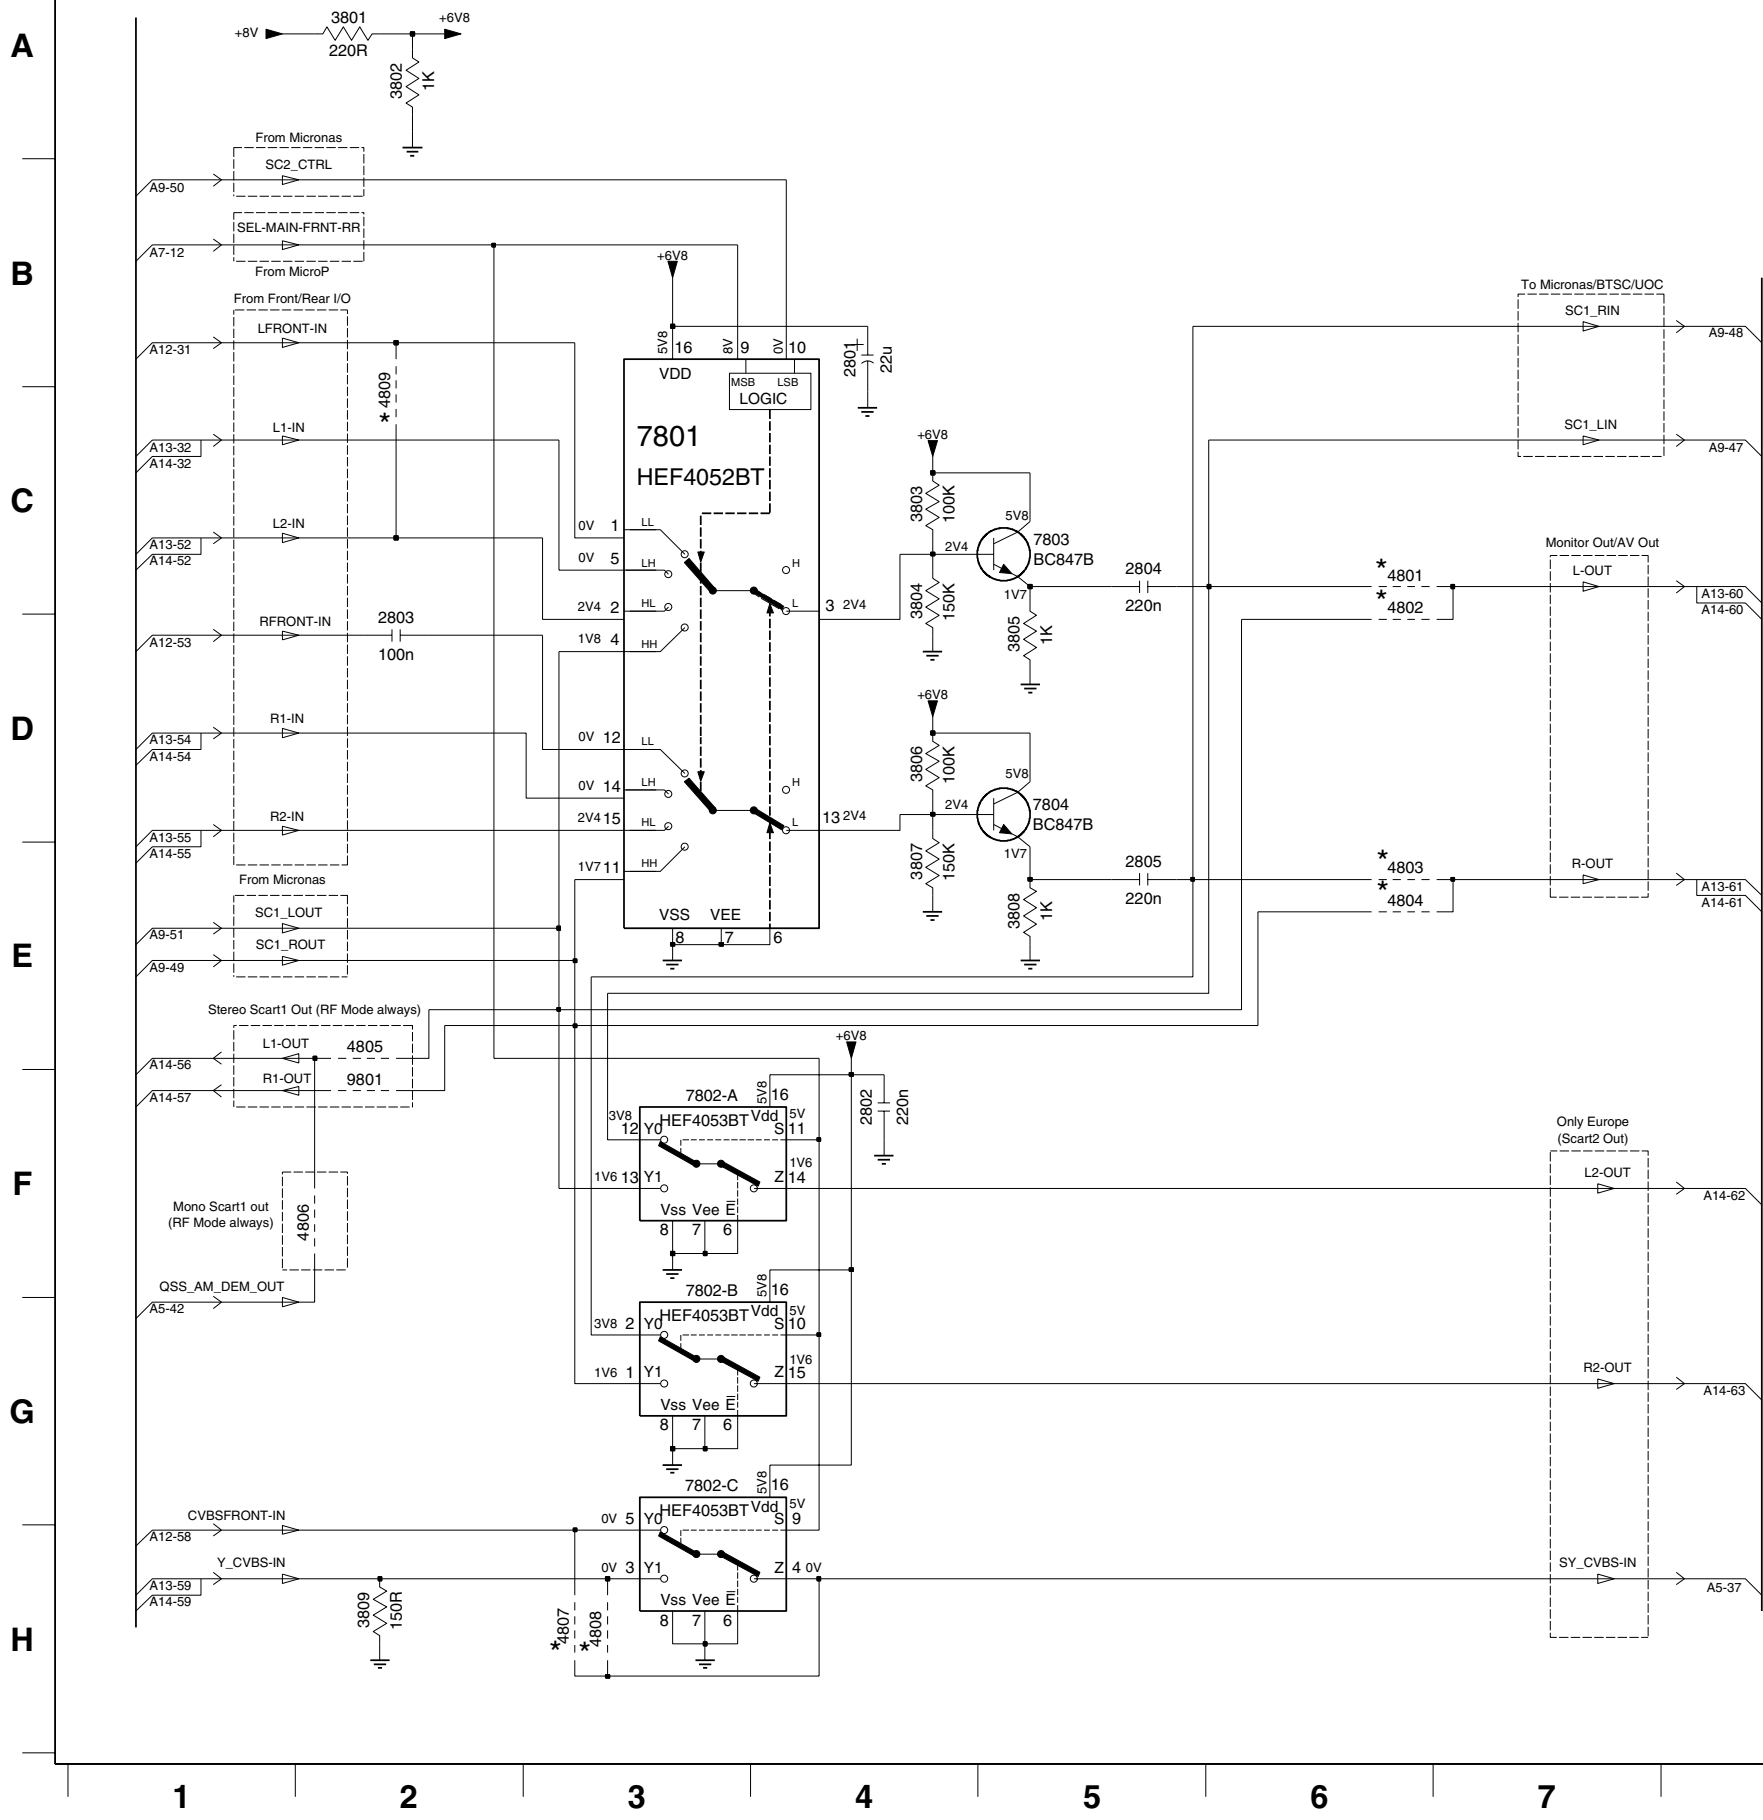 A
3801
+8V
+6V8
220R
3802
1K
From Micronas
SC2_CTRL
A9-50
SEL-MAIN-FRNT-RR
A7-12
From MicroP
B
+6V8
From Front/Rear I/O
LFRONT-IN
A12-31
* 4809
L1-IN
A13-32
A14-32
C
L2-IN
A13-52
A14-52
RFRONT-IN
A12-53
2803
100n
D
R1-IN
A13-54
A14-54
R2-IN
A13-55
A14-55
From Micronas
SC1_LOUT
A9-51
SC1_ROUT
A9-49
E
5V8 16
8V 9
0V 10
VDD
MSB LSB
LOGIC
7801
HEF4052BT
0V 1 LL
0V 5 LH
2V4 2 HL
1V8 4 HH
H
L
3 2V4
0V 12 LL
0V 14 LH
2V4 15 HL
1V7 11 HH
H
L
13 2V4
VSS VEE
8 7 6
2801
+
22u
+6V8
3803
100K
5V8
7803
BC847B
2V4
1V7
3804
150K
3805
1K
2804
220n
+6V8
3806
100K
5V8
7804
BC847B
2V4
1V7
3807
150K
3808
1K
2805
220n
To Micronas/BTSC/UOC
SC1_RIN
A9-48
SC1_LIN
A9-47
Monitor Out/AV Out
L-OUT
A13-60
A14-60
*
4801
*
4802
*
4803
*
4804
R-OUT
A13-61
A14-61
Stereo Scart1 Out (RF Mode always)
L1-OUT
4805
A14-56
R1-OUT
9801
A14-57
F
Mono Scart1 out
(RF Mode always)
4806
QSS_AM_DEM_OUT
A5-42
+6V8
2802
220n
7802-A
5V8 16
HEF4053BT Vdd
3V8
12 Y0
5V
S 11
1V6 13 Y1
1V6
Z 14
Vss Vee E
8 7 6
7802-B
5V8 16
HEF4053BT Vdd
3V8 2 Y0
5V
S 10
1V6 1 Y1
1V6
Z 15
Vss Vee E
8 7 6
G
7802-C
5V8 16
HEF4053BT Vdd
0V 5 Y0
5V
S 9
0V 3 Y1
Z 4 0V
Vss Vee E
8 7 6
Only Europe
(Scart2 Out)
L2-OUT
A14-62
R2-OUT
A14-63
SY_CVBS-IN
A5-37
CVBSFRONT-IN
A12-58
Y_CVBS-IN
A13-59
A14-59
H
3809
150R
*4807
*4808
1 2 3 4 5 6 7